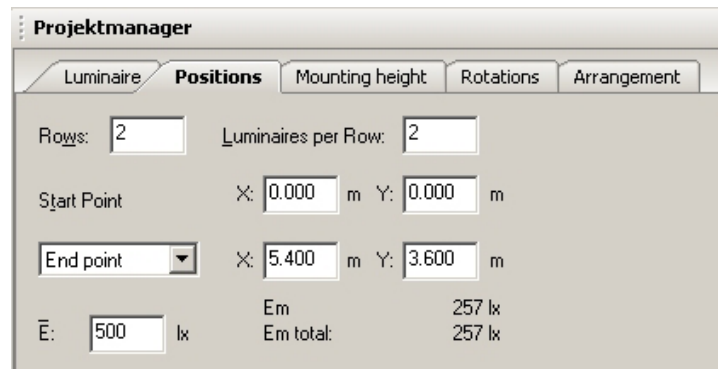 Projektmanager
Luminaire Positions Mounting height Rotations Arrangement
Rows: 2 Luminaires per Row: 2
Start Point X: 0.000 m Y: 0.000 m
End point X: 5.400 m Y: 3.600 m
Em 257 lx
E̅: 500 lx Em total: 257 lx